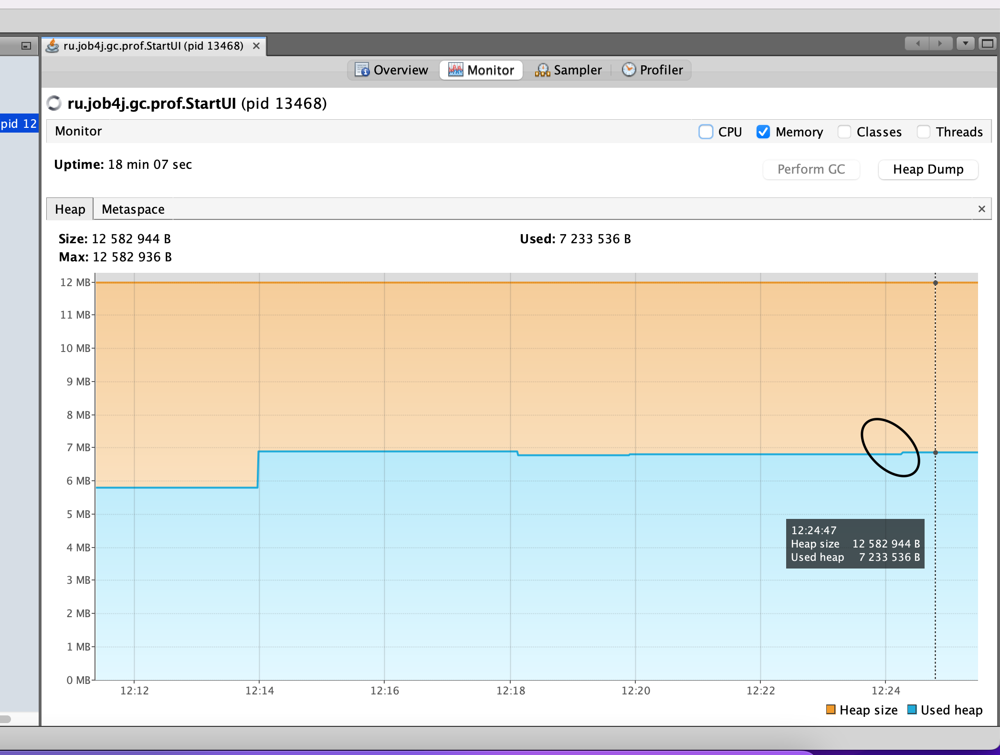 ru.job4j.gc.prof.StartUI (pid 13468)
Overview Monitor Sampler Profiler
ru.job4j.gc.prof.StartUI (pid 13468)
pid 12
Monitor CPU Memory Classes Threads
Uptime: 18 min 07 sec
Perform GC Heap Dump
Heap Metaspace
Size: 12 582 944 B Used: 7 233 536 B
Max: 12 582 936 B
12 MB
11 MB
10 MB
9 MB
8 MB
7 MB
6 MB
5 MB
4 MB
3 MB
2 MB
1 MB
0 MB
12:24:47
Heap size 12 582 944 B
Used heap 7 233 536 B
12:12 12:14 12:16 12:18 12:20 12:22 12:24
Heap size Used heap